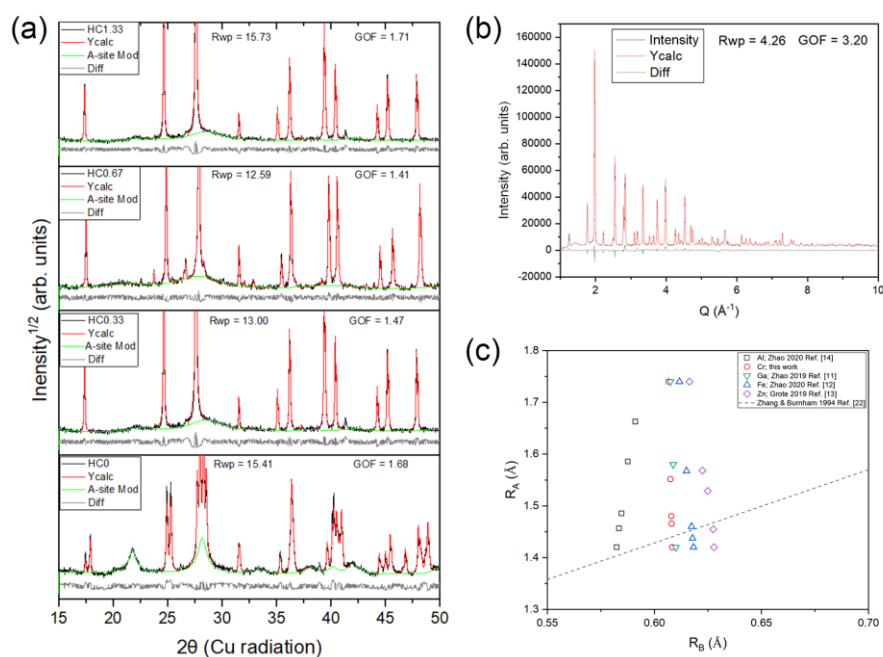 (a)
HC1.33
Ycalc
A-site Mod
Diff
Rwp = 15.73
GOF = 1.71
HC0.67
Ycalc
A-site Mod
Diff
Rwp = 12.59
GOF = 1.41
HC0.33
Ycalc
A-site Mod
Diff
Rwp = 13.00
GOF = 1.47
HC0
Ycalc
A-site Mod
Diff
Rwp = 15.41
GOF = 1.68
Inensity1/2 (arb. units)
15 20 25 30 35 40 45 50
2θ (Cu radiation)
(b)
Intensity
Ycalc
Diff
Rwp = 4.26 GOF = 3.20
160000
140000
120000
100000
80000
60000
40000
20000
0
-20000
Intensity (arb. units)
2 4 6 8 10
Q (Å-1)
(c)
Al; Zhao 2020 Ref. [14]
Cr; this work
Ga; Zhao 2019 Ref. [11]
Fe; Zhao 2020 Ref. [12]
Zn; Grote 2019 Ref. [13]
Zhang & Burnham 1994 Ref. [22]
1.8
1.7
1.6
1.5
1.4
1.3
RA (Å)
0.55 0.60 0.65 0.70
RB (Å)